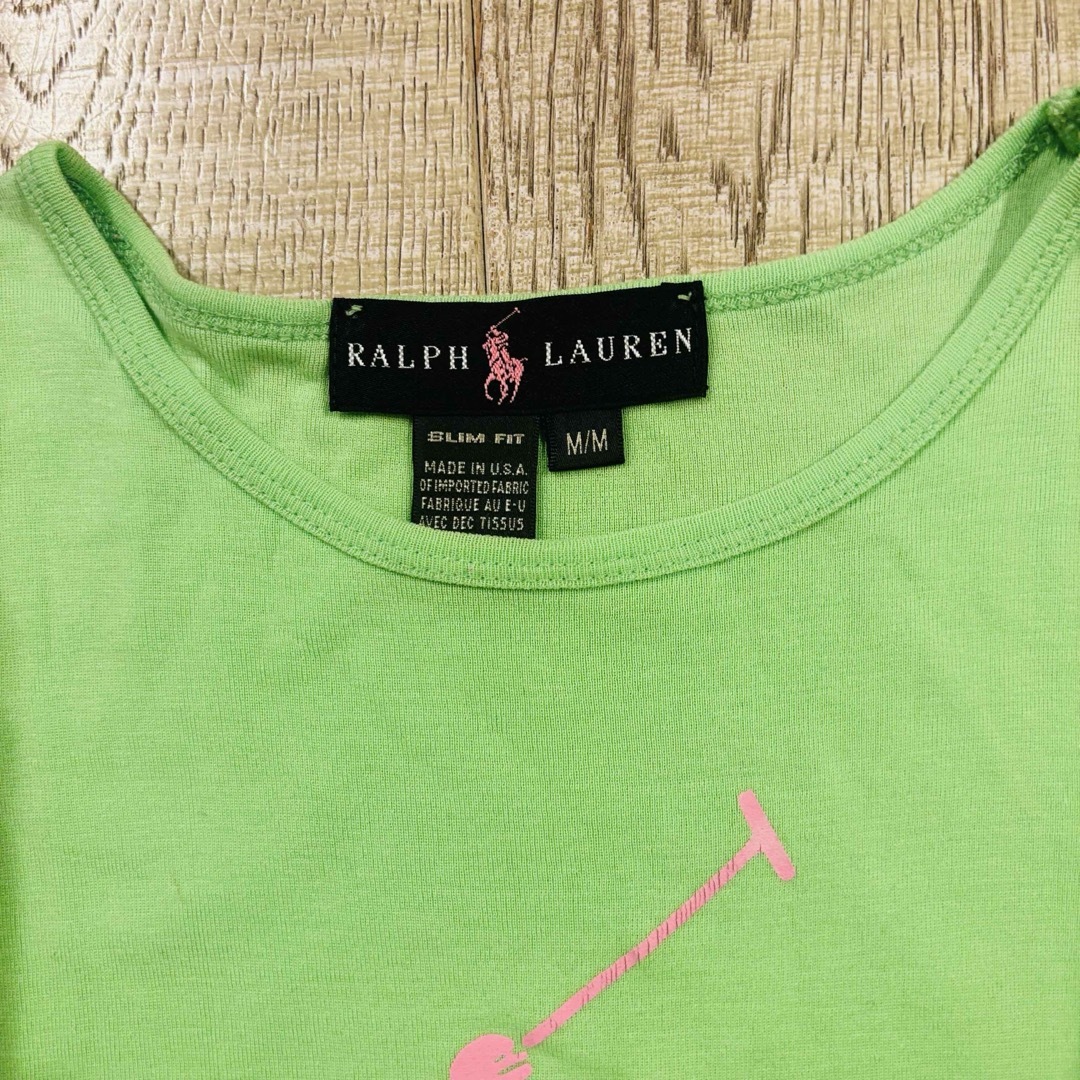 RALPH LAUREN
SLIM FIT
M/M
MADE IN U.S.A.
OF IMPORTED FABRIC
FABRIQUE AU E-U
AVEC DEC TISSUS